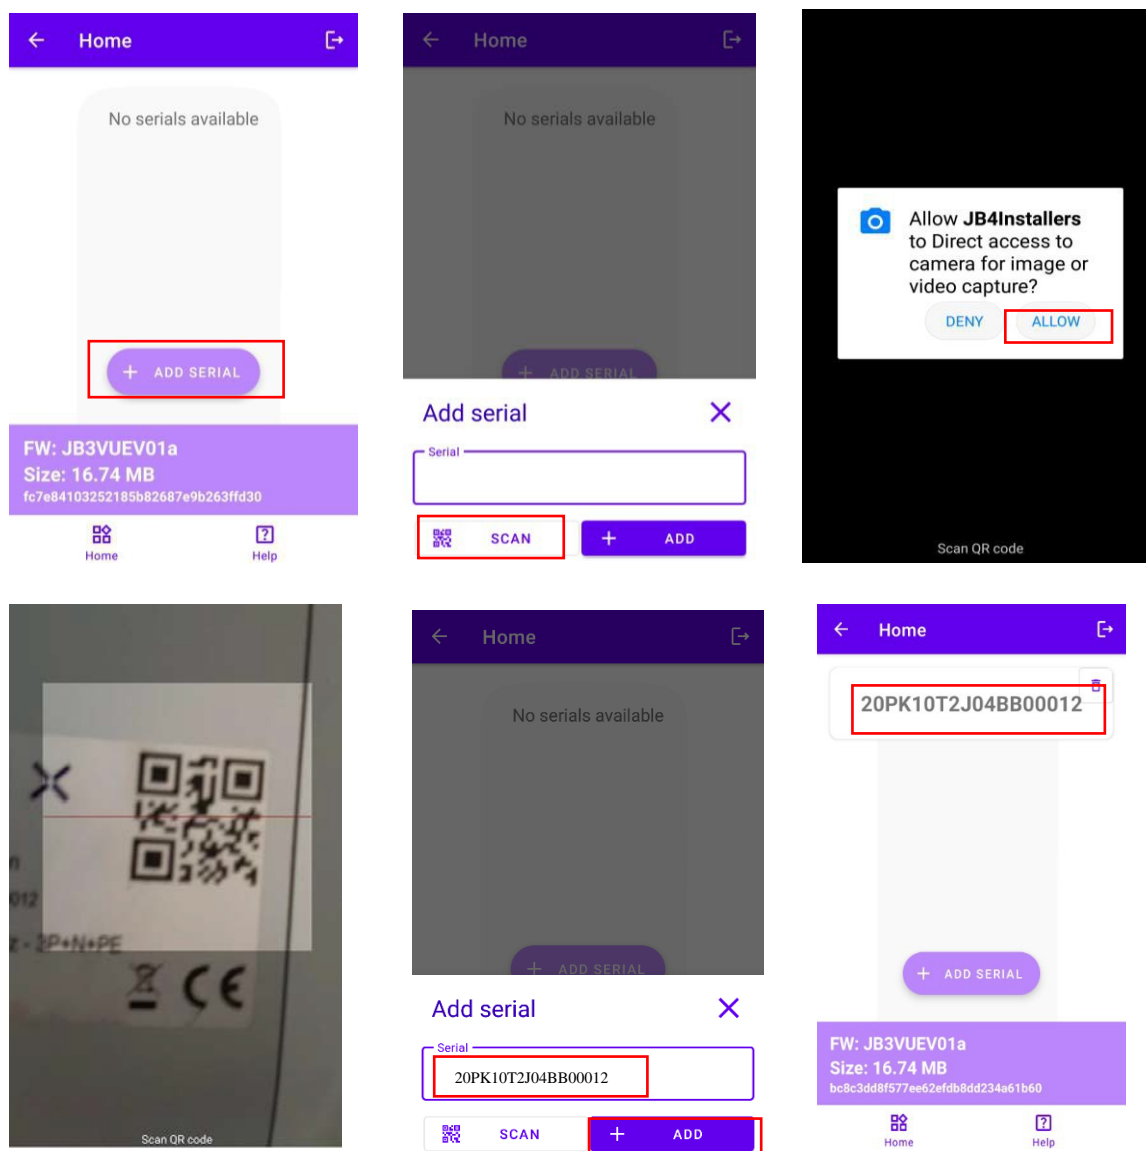 Home
No serials available
+ ADD SERIAL
FW: JB3VUEV01a
Size: 16.74 MB
fc7e84103252185b82687e9b263ffd30
Home
Help
Home
No serials available
+ ADD SERIAL
Add serial
Serial
SCAN
+ ADD
Allow JB4Installers
to Direct access to
camera for image or
video capture?
DENY
ALLOW
Scan QR code
012
- 3P+N+PE
CE
Scan QR code
Home
No serials available
+ ADD SERIAL
Add serial
Serial
20PK10T2J04BB00012
SCAN
+ ADD
Home
20PK10T2J04BB00012
+ ADD SERIAL
FW: JB3VUEV01a
Size: 16.74 MB
bc8c3dd8f577ee62efdb8dd234a61b60
Home
Help